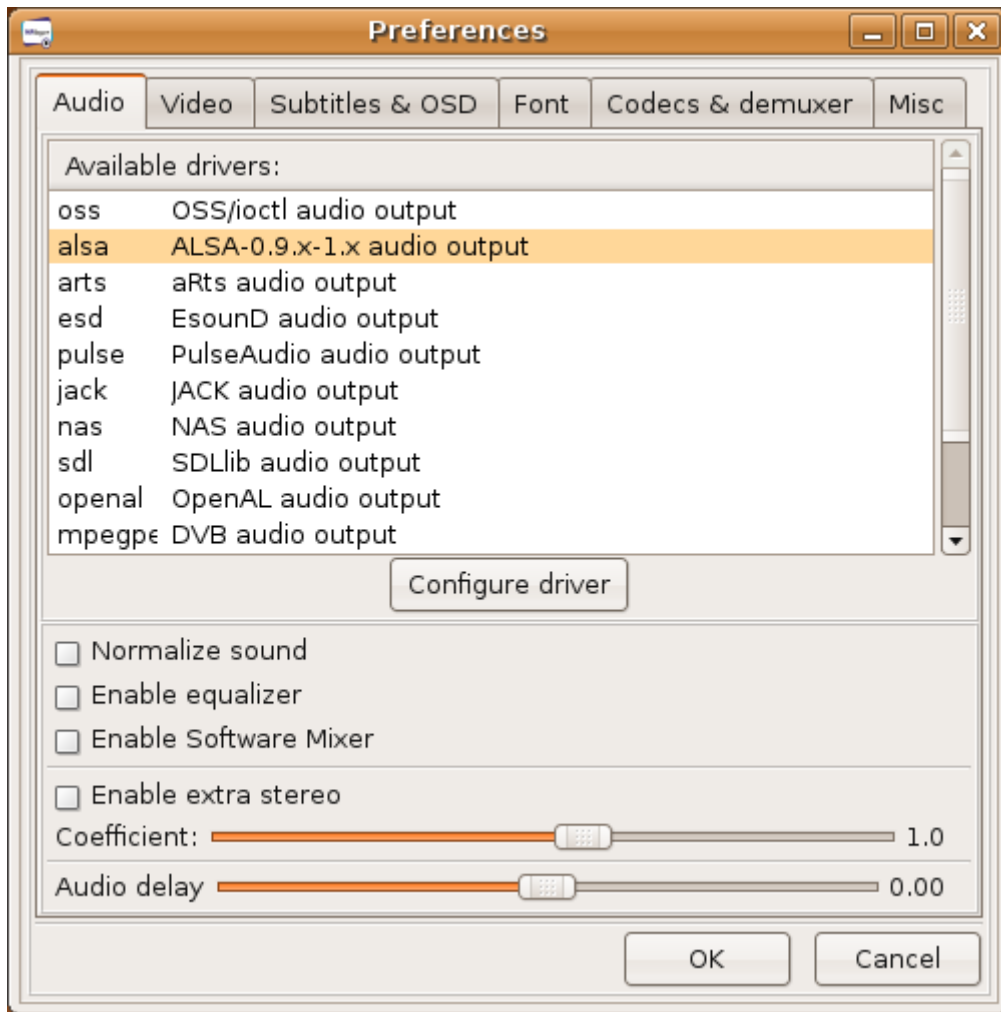 Preferences
Audio Video Subtitles & OSD Font Codecs & demuxer Misc
Available drivers:
oss OSS/ioctl audio output
alsa ALSA-0.9.x-1.x audio output
arts aRts audio output
esd EsounD audio output
pulse PulseAudio audio output
jack JACK audio output
nas NAS audio output
sdl SDLlib audio output
openal OpenAL audio output
mpegpe DVB audio output
Configure driver
Normalize sound
Enable equalizer
Enable Software Mixer
Enable extra stereo
Coefficient: 1.0
Audio delay 0.00
OK Cancel